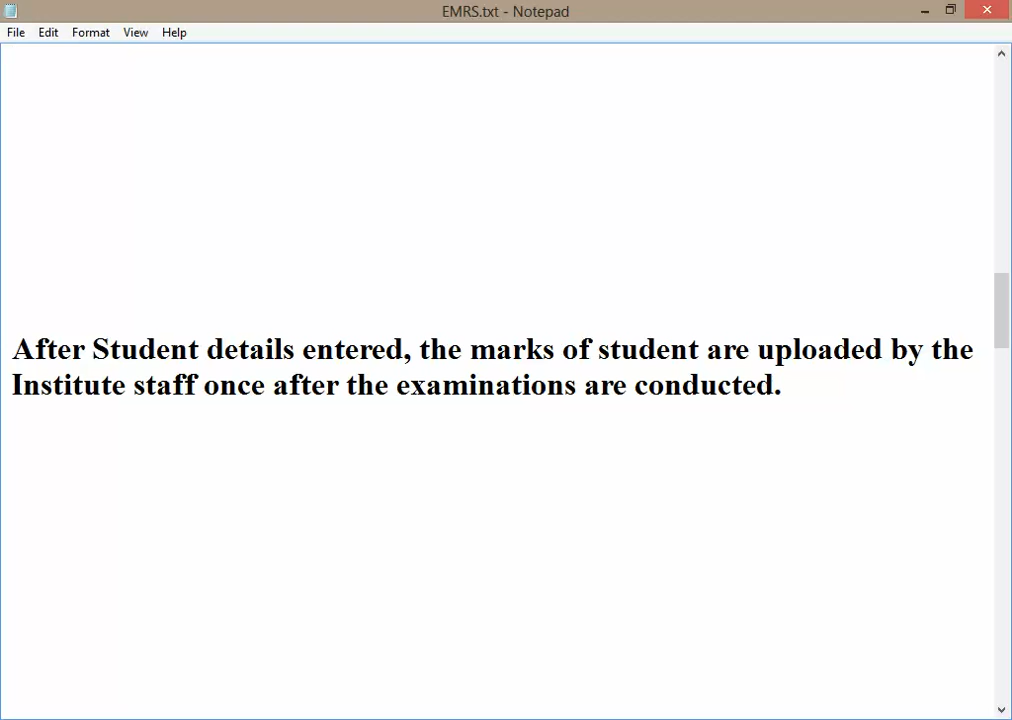 EMRS.txt - Notepad
File Edit Format View Help
After Student details entered, the marks of student are uploaded by the
Institute staff once after the examinations are conducted.